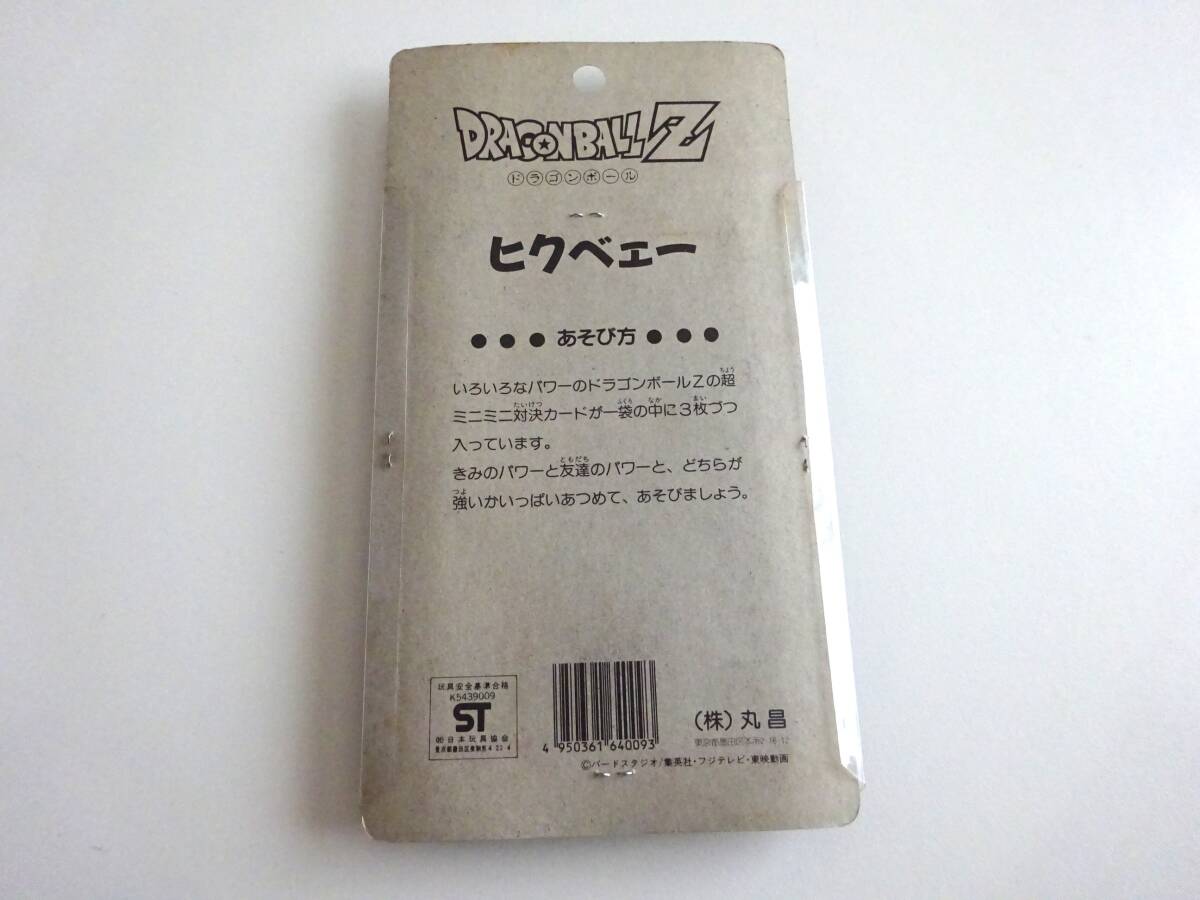 DRAGONBALL Z
ドラゴンボール
ヒクベェー
●●● あそび方 ●●●
いろいろなパワーのドラゴンボールZの超
ミニミニ対決カードが一袋の中に3枚づつ
入っています。
きみのパワーと友達のパワーと、どちらが
強いかいっぱいあつめて、あそびましょう。
玩具安全基準合格
K5439009
ST
㈳日本玩具協会
4 950361 640093
(株)丸昌
©バードスタジオ/集英社・フジテレビ・東映動画